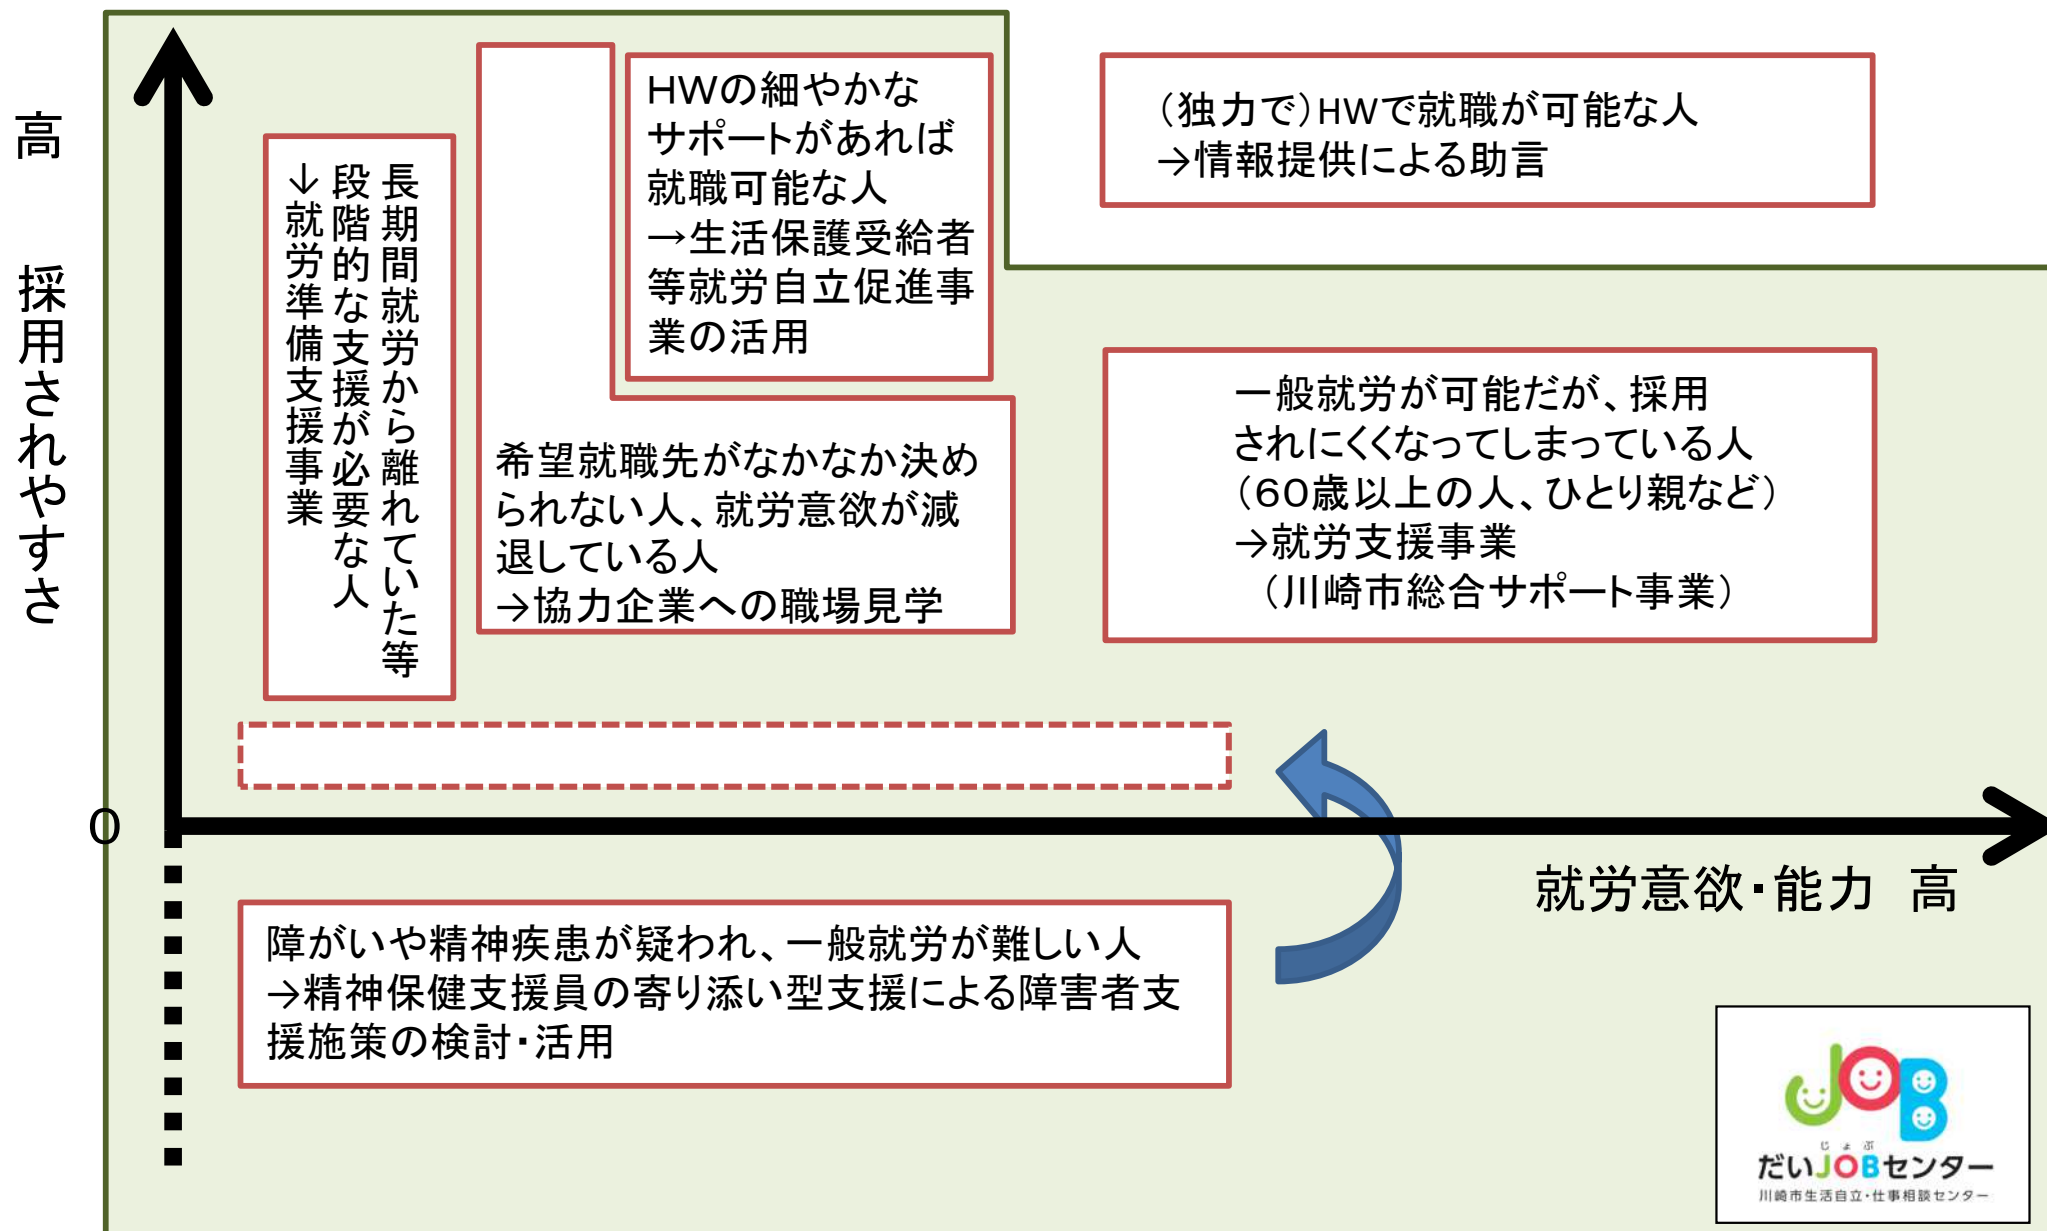 高　採用されやすさ
長期間就労から離れていた等
段階的な支援が必要な人
→就労準備支援事業
HWの細やかな
サポートがあれば
就職可能な人
→生活保護受給者
等就労自立促進事
業の活用
希望就職先がなかなか決め
られない人、就労意欲が減
退している人
→協力企業への職場見学
（独力で）HWで就職が可能な人
→情報提供による助言
一般就労が可能だが、採用
されにくくなってしまっている人
（60歳以上の人、ひとり親など）
→就労支援事業
（川崎市総合サポート事業）
0
就労意欲・能力　高
障がいや精神疾患が疑われ、一般就労が難しい人
→精神保健支援員の寄り添い型支援による障害者支
援施策の検討・活用
JOB
じょぶ
だいJOBセンター
川崎市生活自立・仕事相談センター